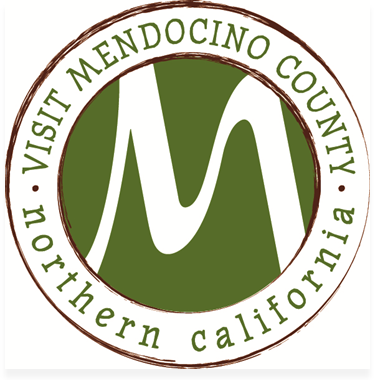 VISIT MENDOCINO COUNTY
M
northern california